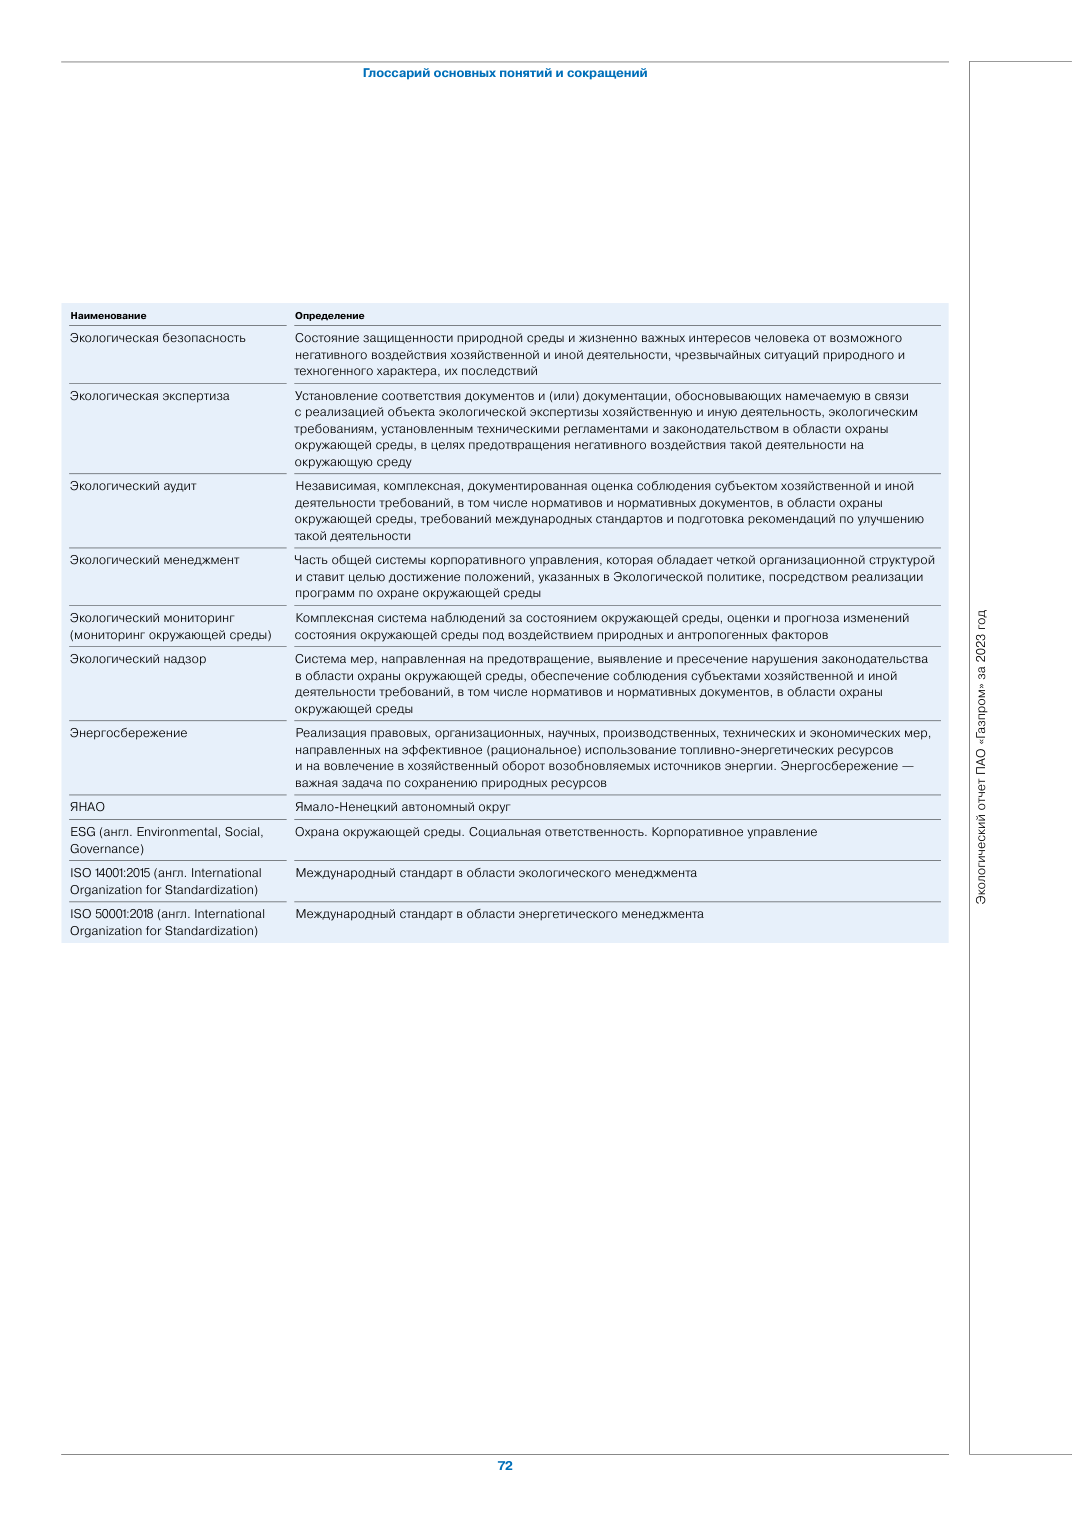 Глоссарий основных понятий и сокращений
Наименование
Определение
Экологическая безопасность
Состояние защищенности природной среды и жизненно важных интересов человека от возможного
негативного воздействия хозяйственной и иной деятельности, чрезвычайных ситуаций природного и
техногенного характера, их последствий
Экологическая экспертиза
Установление соответствия документов и (или) документации, обосновывающих намечаемую в связи
с реализацией объекта экологической экспертизы хозяйственную и иную деятельность, экологическим
требованиям, установленным техническими регламентами и законодательством в области охраны
окружающей среды, в целях предотвращения негативного воздействия такой деятельности на
окружающую среду
Экологический аудит
Независимая, комплексная, документированная оценка соблюдения субъектом хозяйственной и иной
деятельности требований, в том числе нормативов и нормативных документов, в области охраны
окружающей среды, требований международных стандартов и подготовка рекомендаций по улучшению
такой деятельности
Экологический менеджмент
Часть общей системы корпоративного управления, которая обладает четкой организационной структурой
и ставит целью достижение положений, указанных в Экологической политике, посредством реализации
программ по охране окружающей среды
Экологический мониторинг
(мониторинг окружающей среды)
Комплексная система наблюдений за состоянием окружающей среды, оценки и прогноза изменений
состояния окружающей среды под воздействием природных и антропогенных факторов
Экологический надзор
Система мер, направленная на предотвращение, выявление и пресечение нарушения законодательства
в области охраны окружающей среды, обеспечение соблюдения субъектами хозяйственной и иной
деятельности требований, в том числе нормативов и нормативных документов, в области охраны
окружающей среды
Энергосбережение
Реализация правовых, организационных, научных, производственных, технических и экономических мер,
направленных на эффективное (рациональное) использование топливно-энергетических ресурсов
и на вовлечение в хозяйственный оборот возобновляемых источников энергии. Энергосбережение —
важная задача по сохранению природных ресурсов
ЯНАО
Ямало-Ненецкий автономный округ
ESG (англ. Environmental, Social,
Governance)
Охрана окружающей среды. Социальная ответственность. Корпоративное управление
ISO 14001:2015 (англ. International
Organization for Standardization)
Международный стандарт в области экологического менеджмента
ISO 50001:2018 (англ. International
Organization for Standardization)
Международный стандарт в области энергетического менеджмента
Экологический отчет ПАО «Газпром» за 2023 год
72